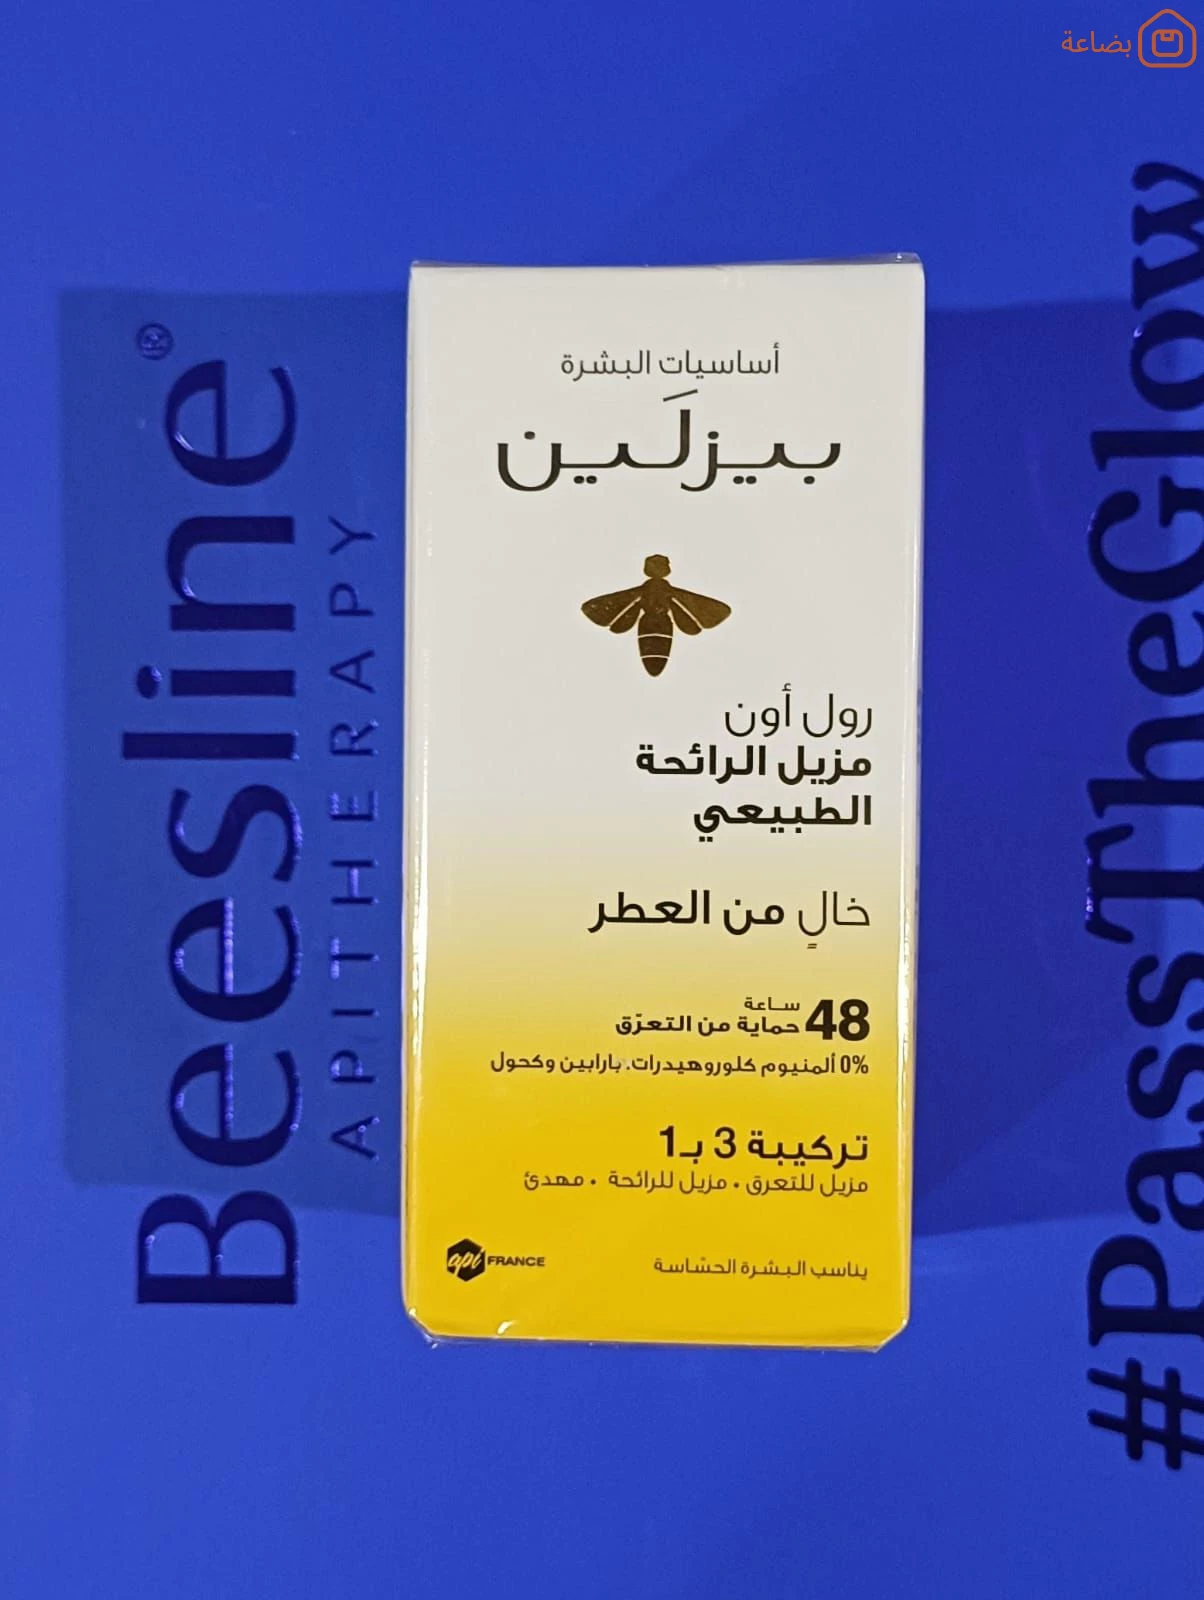 بضاعة
Beesline®
APITHERAPY
#PassTheGlow
أساسيات البشرة
بيزلَين
رول أون
مزيل الرائحة
الطبيعي
خالٍ من العطر
48 ساعة
حماية من التعرّق
0% ألمنيوم كلوروهيدرات، بارابين وكحول
تركيبة 3 بـ1
مزيل للتعرق • مزيل للرائحة • مهدئ
يناسب البشرة الحسّاسة
api FRANCE